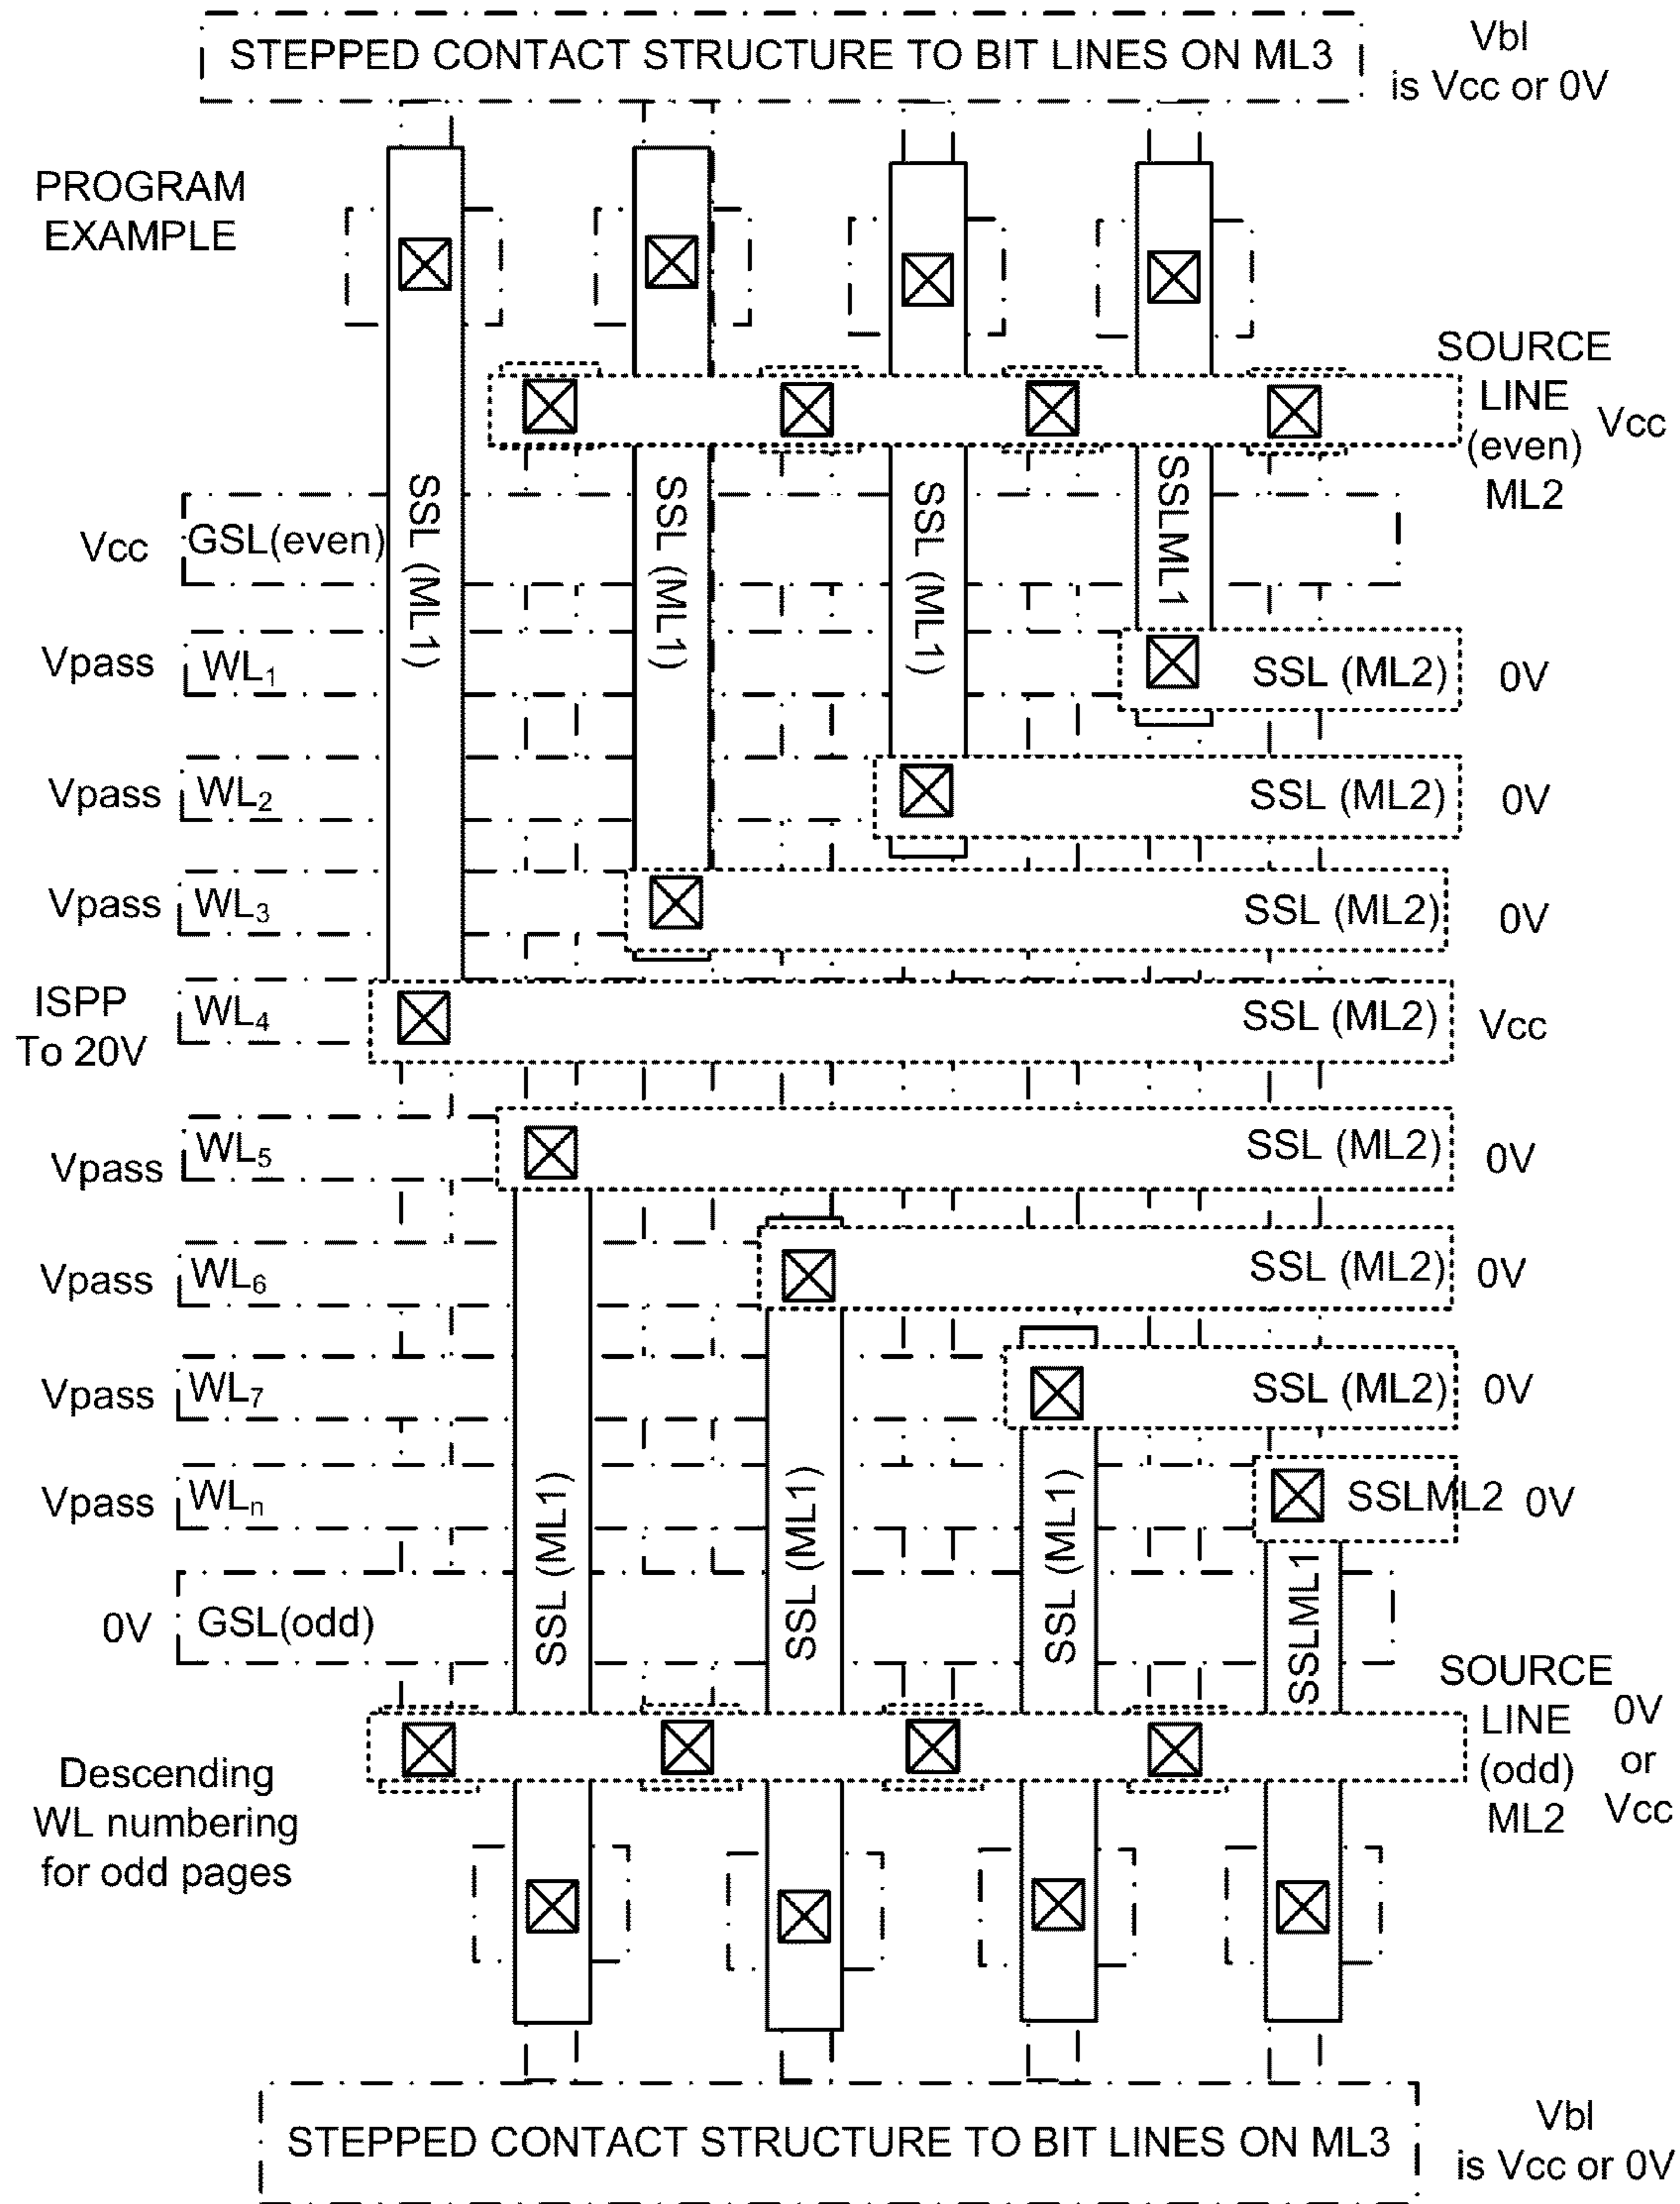 STEPPED CONTACT STRUCTURE TO BIT LINES ON ML3
Vbl
is Vcc or 0V
PROGRAM
EXAMPLE
SOURCE
LINE
(even)
ML2
Vcc
SSL (ML1)
SSL (ML1)
SSL (ML1)
SSLML1
Vcc
GSL(even)
Vpass
WL1
SSL (ML2)
0V
Vpass
WL2
SSL (ML2)
0V
Vpass
WL3
SSL (ML2)
0V
ISPP
To 20V
WL4
SSL (ML2)
Vcc
Vpass
WL5
SSL (ML2)
0V
Vpass
WL6
SSL (ML2)
0V
Vpass
WL7
SSL (ML2)
0V
Vpass
WLn
SSLML2
0V
SSL (ML1)
SSL (ML1)
SSL (ML1)
SSLML1
0V
GSL(odd)
SOURCE
LINE
(odd)
ML2
0V
or
Vcc
Descending
WL numbering
for odd pages
STEPPED CONTACT STRUCTURE TO BIT LINES ON ML3
Vbl
is Vcc or 0V